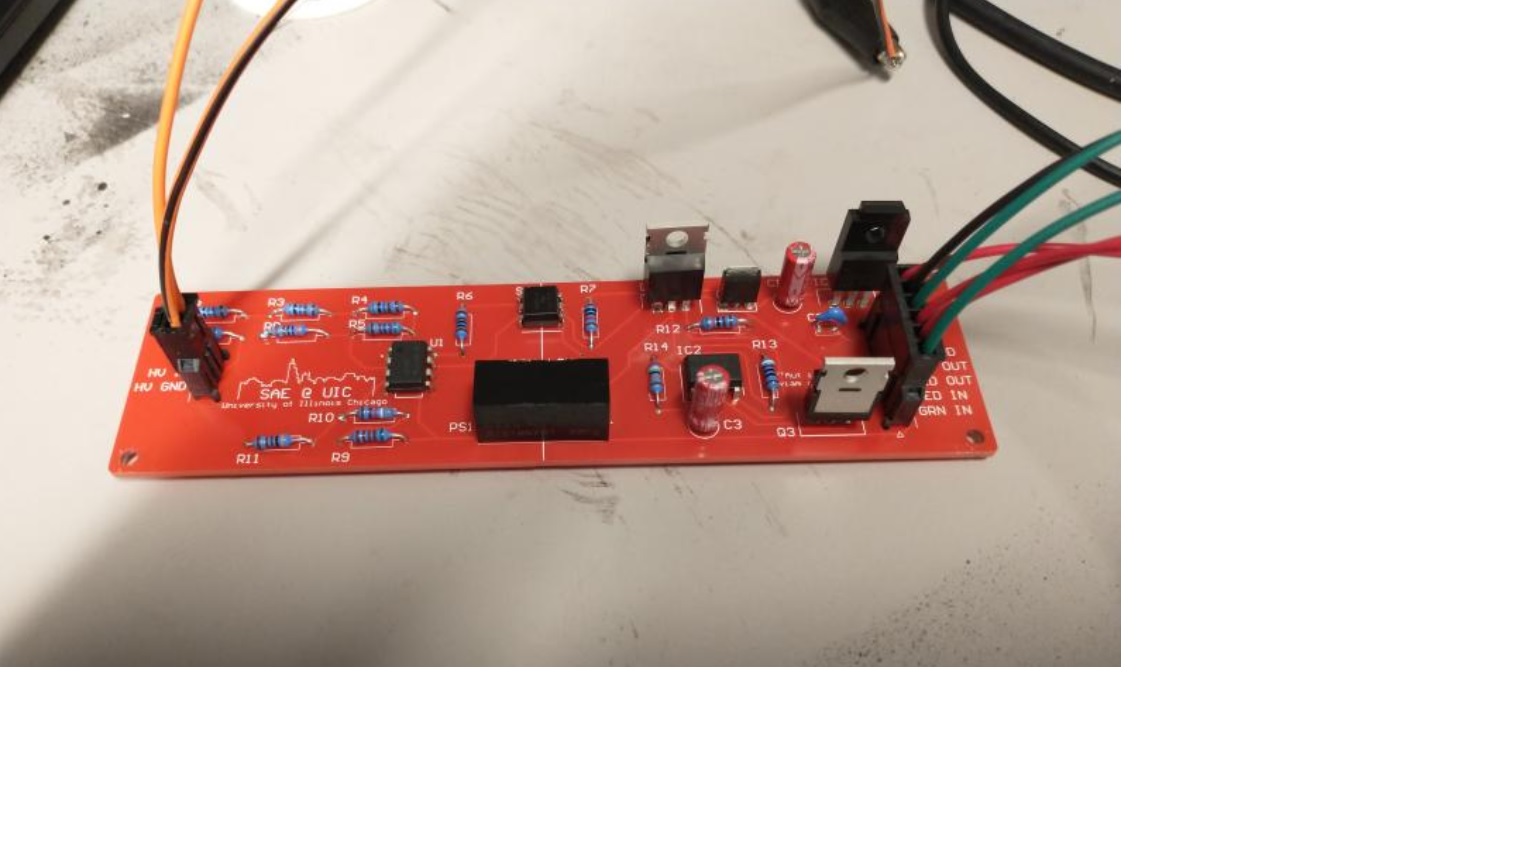 R3
R4
R6
R7
R5
R12
U1
R14
IC2
R13
HV
HV GND
SAE @ UIC
University of Illinois Chicago
R10
PS1
C3
Q3
R11
R9
OUT
OUT
IN
GRN IN